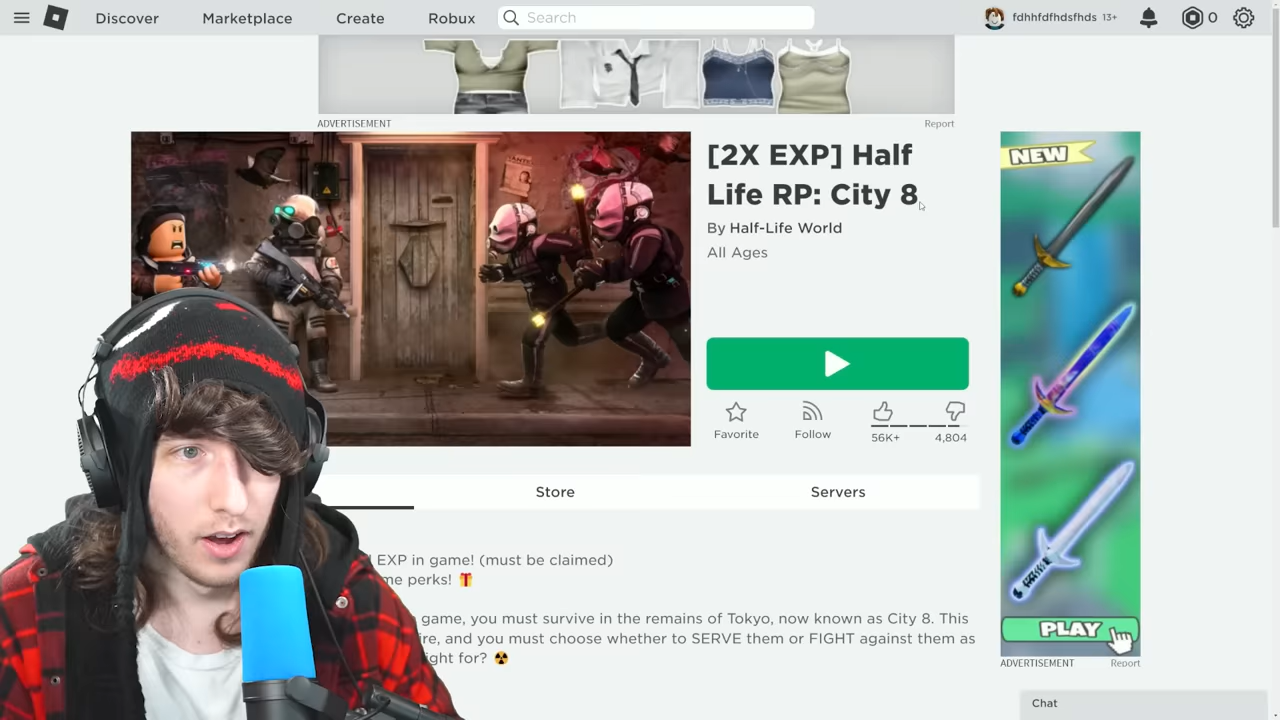 Discover
Marketplace
Create
Robux
Search
fdhhfdfhdsfhds 13+
0
ADVERTISEMENT
Report
NEW
[2X EXP] Half
Life RP: City 8
By Half-Life World
All Ages
Favorite
Follow
56K+
4,804
Store
Servers
EXP in game! (must be claimed)
me perks! 🎁
game, you must survive in the remains of Tokyo, now known as City 8. This
ire, and you must choose whether to SERVE them or FIGHT against them as
ight for? ☢
PLAY
ADVERTISEMENT
Report
Chat